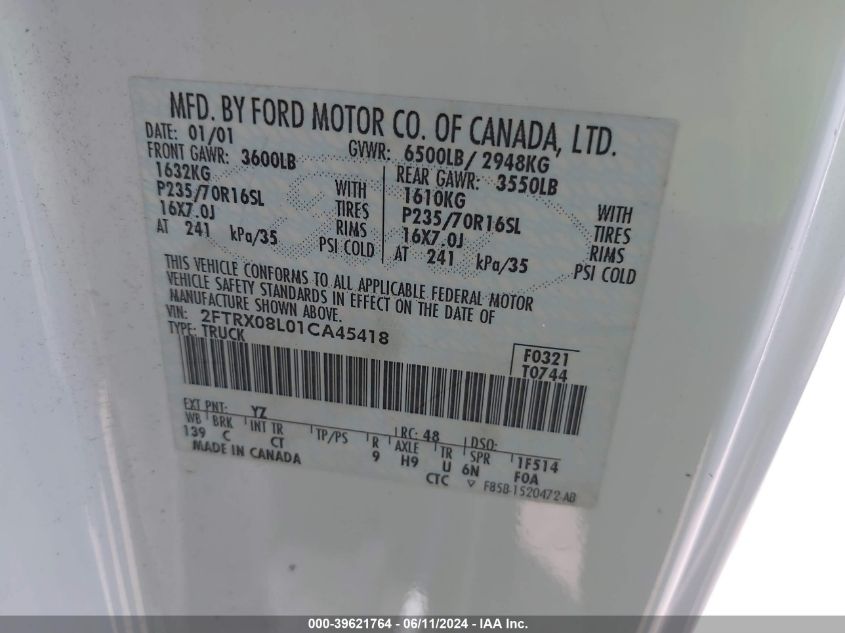 MFD. BY FORD MOTOR CO. OF CANADA, LTD.
DATE: 01/01 GVWR: 6500LB/ 2948KG
FRONT GAWR: 3600LB REAR GAWR: 3550LB
1632KG WITH 1610KG WITH
P235/70R16SL TIRES P235/70R16SL TIRES
16X7.0J RIMS 16X7.0J RIMS
AT 241 kPa/35 PSI COLD AT 241 kPa/35 PSI COLD
THIS VEHICLE CONFORMS TO ALL APPLICABLE FEDERAL MOTOR
VEHICLE SAFETY STANDARDS IN EFFECT ON THE DATE OF
MANUFACTURE SHOWN ABOVE.
VIN: 2FTRX08L01CA45418
TYPE: TRUCK
F0321
T0744
EXT PNT: YZ RC: 48 DSO:
WB BRK INT TR TP/PS R AXLE TR SPR 1F514
139 C CT 9 H9 U 6N F0A
MADE IN CANADA CTC ▽ F85B-1520472-AB
000-39621764 - 06/11/2024 - IAA Inc.